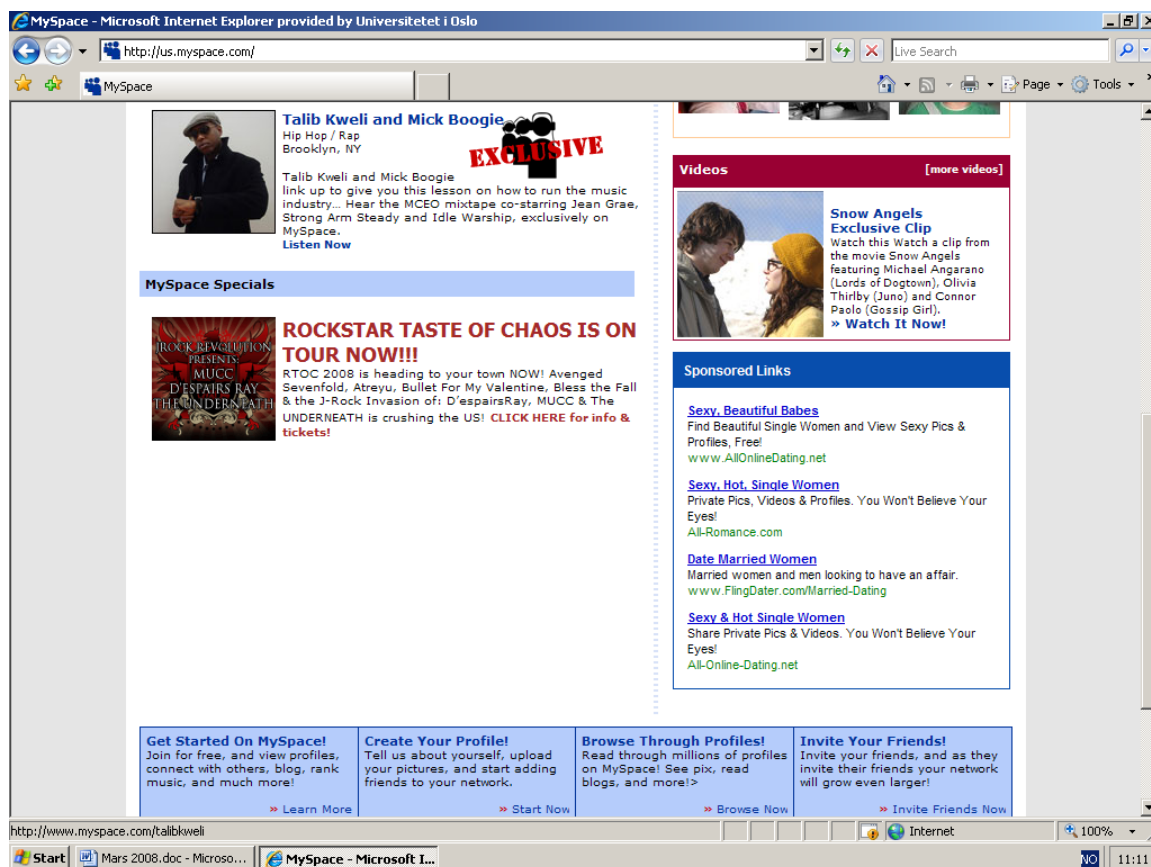 MySpace - Microsoft Internet Explorer provided by Universitetet i Oslo
http://us.myspace.com/
Live Search
MySpace
Page
Tools
Talib Kweli and Mick Boogie
Hip Hop / Rap
Brooklyn, NY
EXCLUSIVE
Talib Kweli and Mick Boogie
link up to give you this lesson on how to run the music
industry... Hear the MCEO mixtape co-starring Jean Grae,
Strong Arm Steady and Idle Warship, exclusively on
MySpace.
Listen Now
MySpace Specials
JROCK REVOLUTION
PRESENTS:
MUCC
D'ESPAIRS RAY
THE UNDERNEATH
ROCKSTAR TASTE OF CHAOS IS ON
TOUR NOW!!!
RTOC 2008 is heading to your town NOW! Avenged
Sevenfold, Atreyu, Bullet For My Valentine, Bless the Fall
& the J-Rock Invasion of: D'espairsRay, MUCC & The
UNDERNEATH is crushing the US! CLICK HERE for info &
tickets!
Videos
[more videos]
Snow Angels
Exclusive Clip
Watch this Watch a clip from
the movie Snow Angels
featuring Michael Angarano
(Lords of Dogtown), Olivia
Thirlby (Juno) and Connor
Paolo (Gossip Girl).
» Watch It Now!
Sponsored Links
Sexy, Beautiful Babes
Find Beautiful Single Women and View Sexy Pics &
Profiles, Free!
www.AllOnlineDating.net
Sexy, Hot, Single Women
Private Pics, Videos & Profiles. You Won't Believe Your
Eyes!
All-Romance.com
Date Married Women
Married women and men looking to have an affair.
www.FlingDater.com/Married-Dating
Sexy & Hot Single Women
Share Private Pics & Videos. You Won't Believe Your
Eyes!
All-Online-Dating.net
Get Started On MySpace!
Join for free, and view profiles,
connect with others, blog, rank
music, and much more!
» Learn More
Create Your Profile!
Tell us about yourself, upload
your pictures, and start adding
friends to your network.
» Start Now
Browse Through Profiles!
Read through millions of profiles
on MySpace! See pix, read
blogs, and more!>
» Browse Now
Invite Your Friends!
Invite your friends, and as they
invite their friends your network
will grow even larger!
» Invite Friends Now
http://www.myspace.com/talibkweli
Internet
100%
Start
Mars 2008.doc - Microso...
MySpace - Microsoft I...
NO
11:11